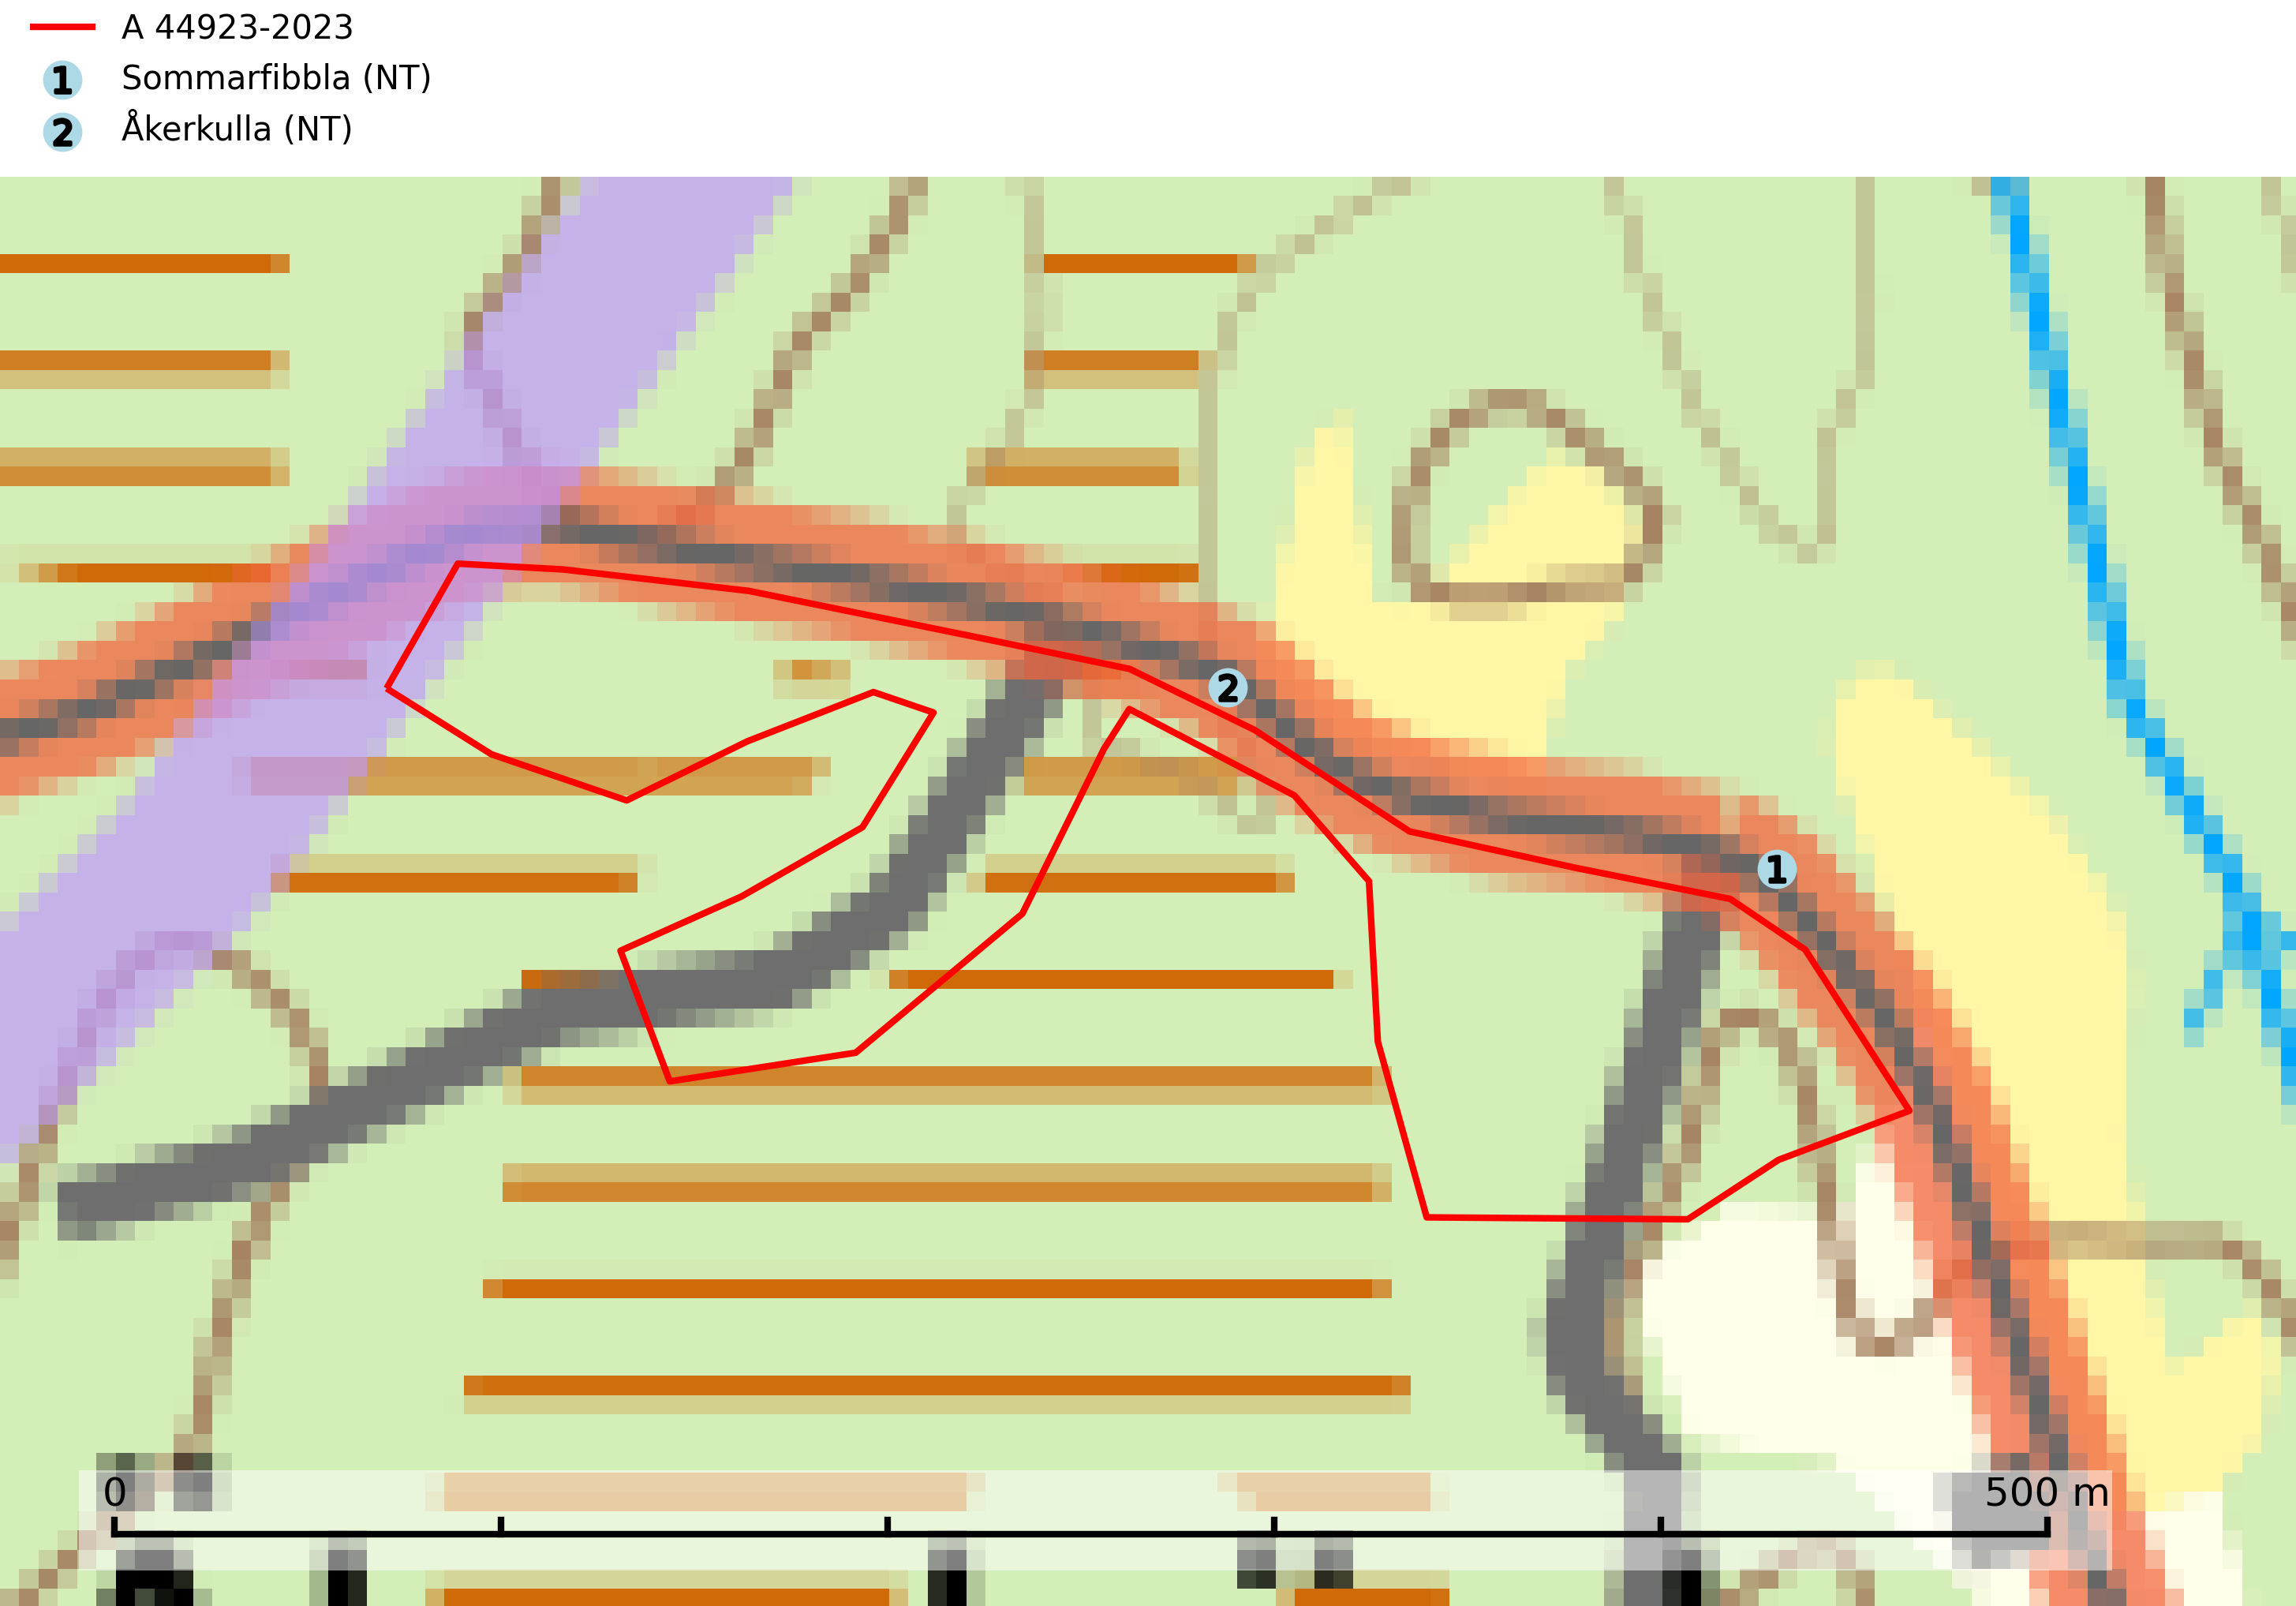 A 44923-2023
1 Sommarfibbla (NT)
2 Åkerkulla (NT)
2
1
0 500 m